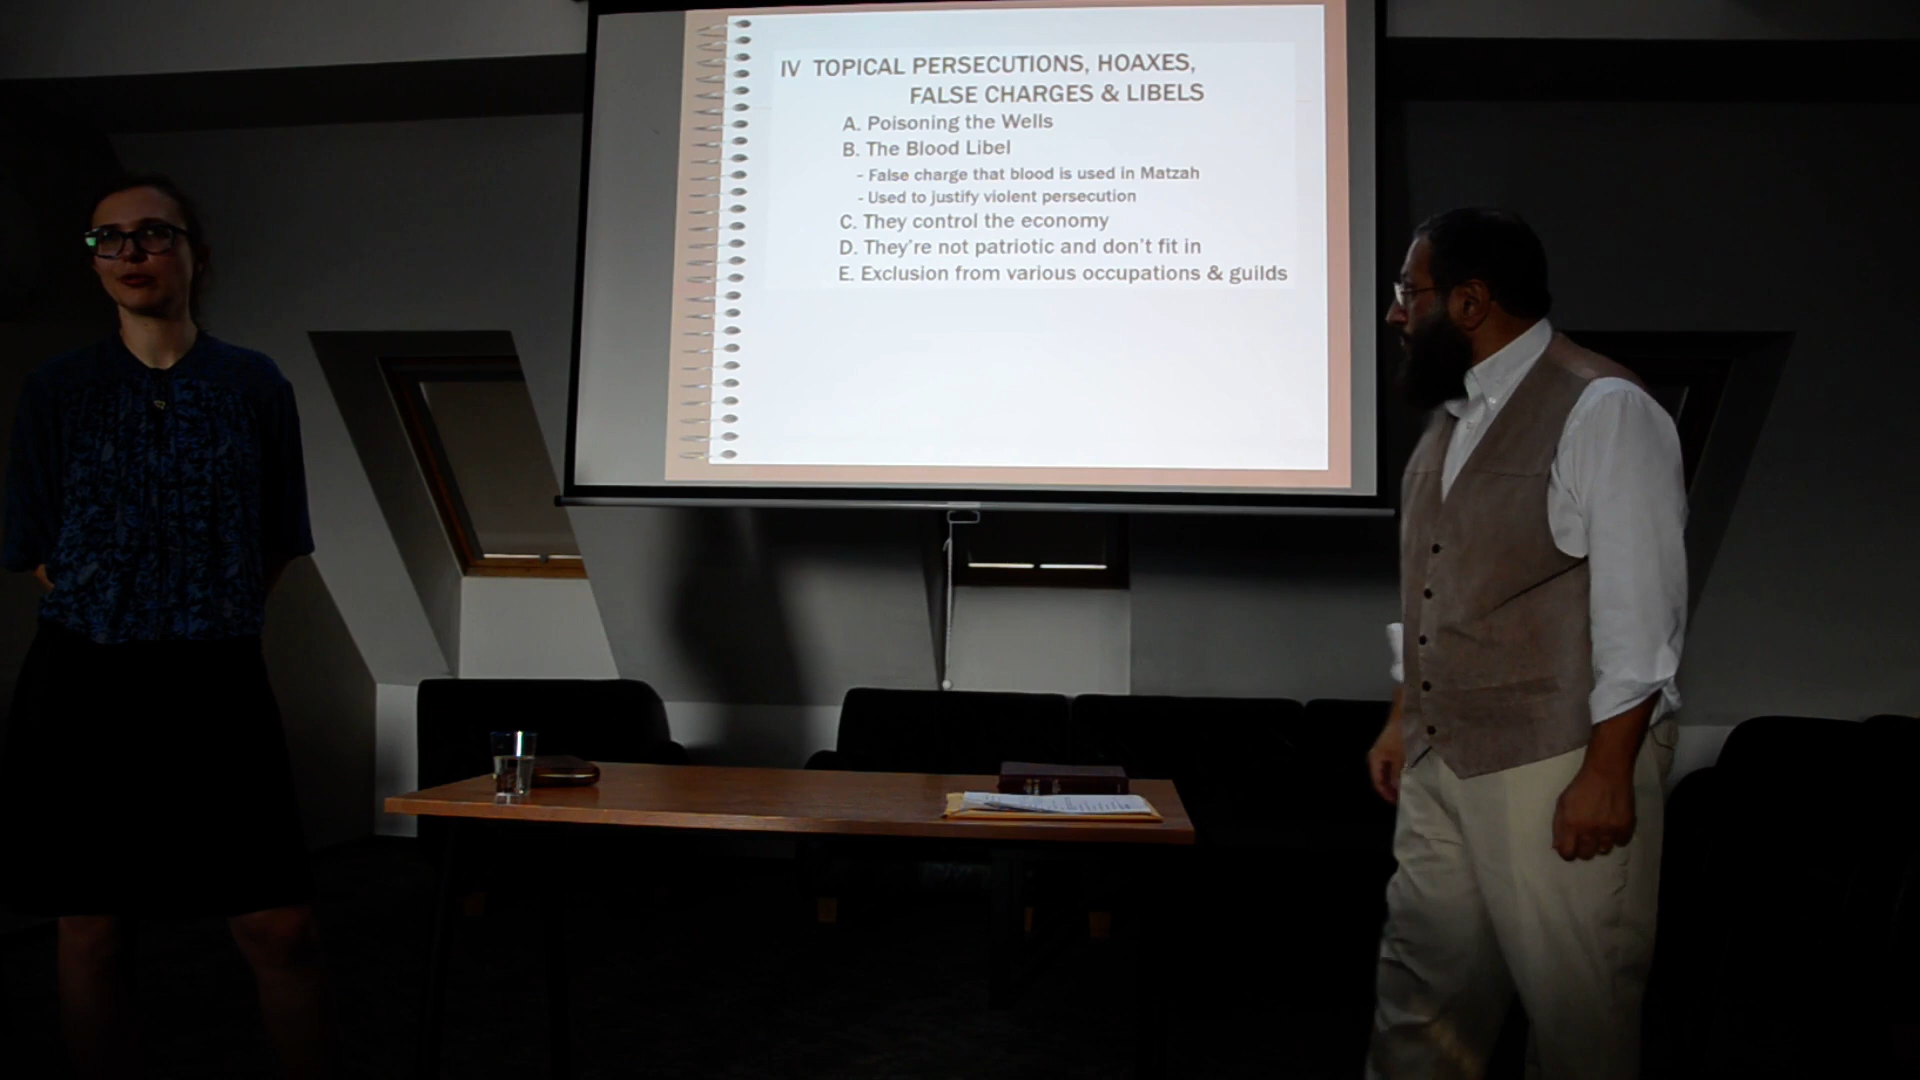 IV TOPICAL PERSECUTIONS, HOAXES,
FALSE CHARGES & LIBELS
A. Poisoning the Wells
B. The Blood Libel
- False charge that blood is used in Matzah
- Used to justify violent persecution
C. They control the economy
D. They're not patriotic and don't fit in
E. Exclusion from various occupations & guilds